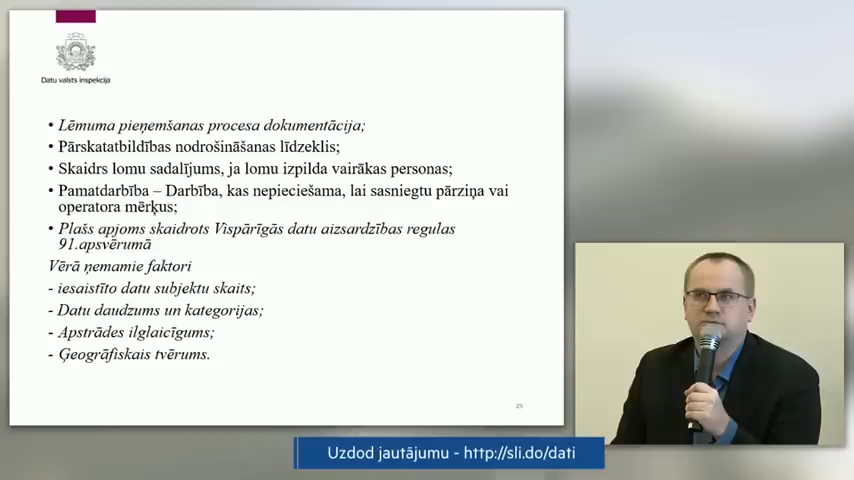 Datu valsts inspekcija
• Lēmuma pieņemšanas procesa dokumentācija;
• Pārskatatbildības nodrošināšanas līdzeklis;
• Skaidrs lomu sadalījums, ja lomu izpilda vairākas personas;
• Pamatdarbība – Darbība, kas nepieciešama, lai sasniegtu pārziņa vai
operatora mērķus;
• Plašs apjoms skaidrots Vispārīgās datu aizsardzības regulas
91.apsvērumā
Vērā ņemamie faktori
- iesaistīto datu subjektu skaits;
- Datu daudzums un kategorijas;
- Apstrādes ilglaicīgums;
- Ģeogrāfiskais tvērums.
25
Uzdod jautājumu - http://sli.do/dati